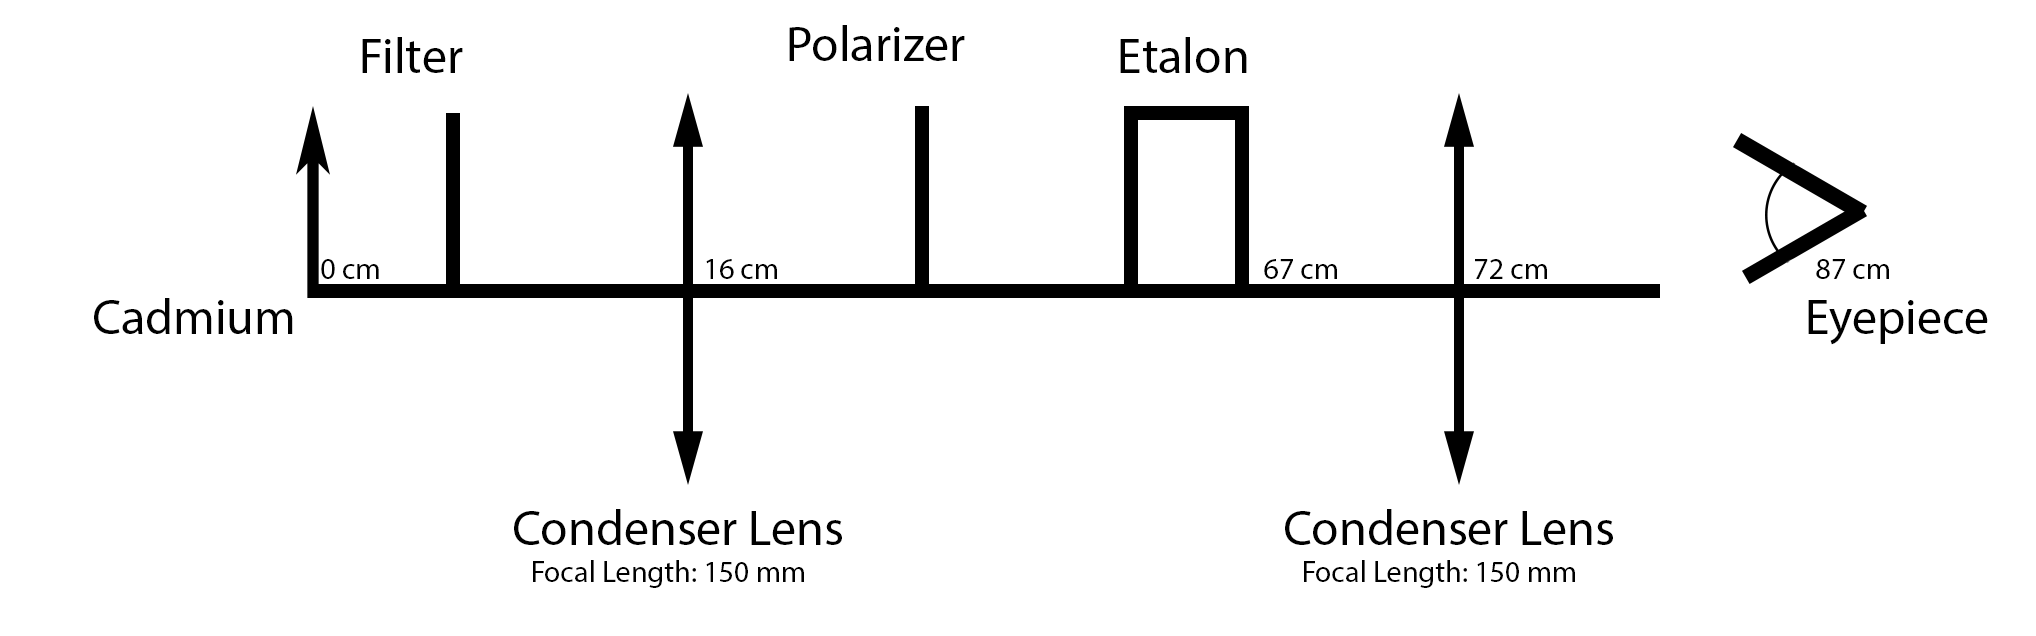 Filter
Polarizer
Etalon
0 cm
16 cm
67 cm
72 cm
87 cm
Cadmium
Eyepiece
Condenser Lens
Focal Length: 150 mm
Condenser Lens
Focal Length: 150 mm